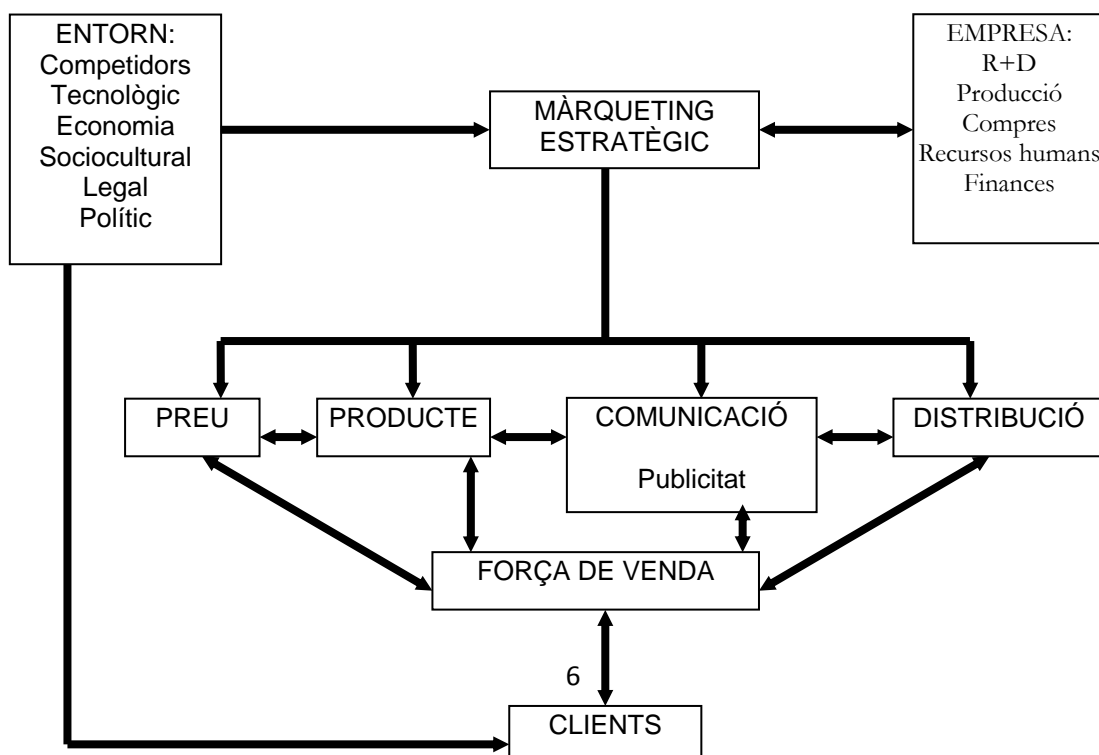 ENTORN:
Competidors
Tecnològic
Economia
Sociocultural
Legal
Polític
MÀRQUETING
ESTRATÈGIC
EMPRESA:
R+D
Producció
Compres
Recursos humans
Finances
PREU
PRODUCTE
COMUNICACIÓ
Publicitat
DISTRIBUCIÓ
FORÇA DE VENDA
6
CLIENTS